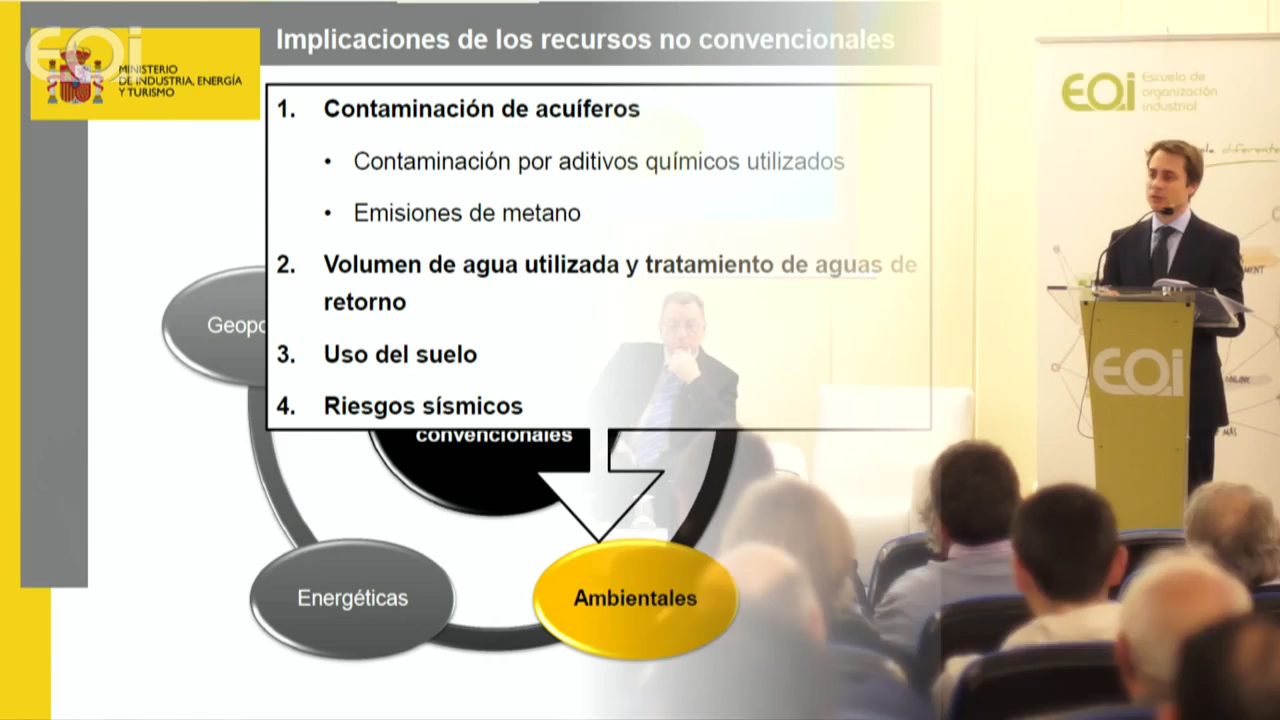 EOi
MINISTERIO
DE INDUSTRIA, ENERGÍA
Y TURISMO
Implicaciones de los recursos no convencionales
1. Contaminación de acuíferos
• Contaminación por aditivos químicos utilizados
• Emisiones de metano
2. Volumen de agua utilizada y tratamiento de aguas de
retorno
3. Uso del suelo
4. Riesgos sísmicos
Geopo
convencionales
Energéticas
Ambientales
EOi
Escuela de
organización
industrial
diferente
EOi